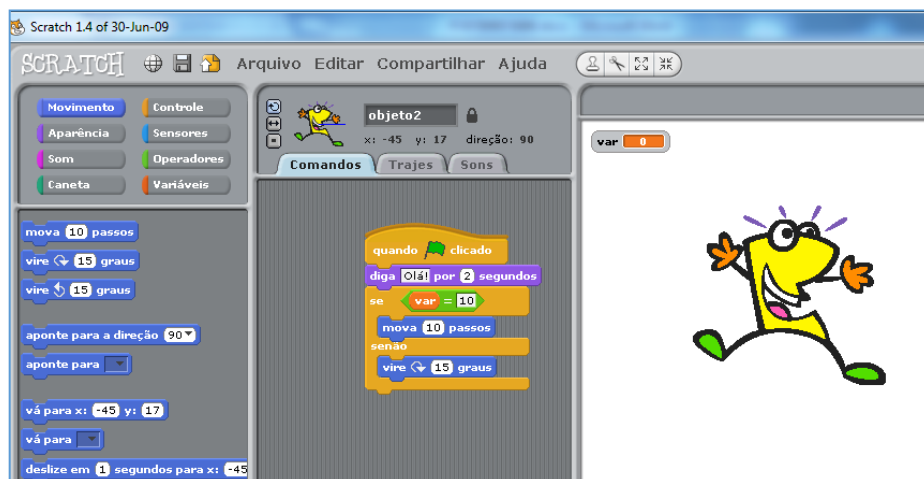 Scratch 1.4 of 30-Jun-09
SCRATCH Arquivo Editar Compartilhar Ajuda
Movimento Controle
Aparência Sensores
Som Operadores
Caneta Variáveis
mova 10 passos
vire 15 graus
vire 15 graus
aponte para a direção 90
aponte para
vá para x: -45 y: 17
vá para
deslize em 1 segundos para x: -45
objeto2
x: -45 y: 17 direção: 90
Comandos Trajes Sons
quando clicado
diga Olá! por 2 segundos
se var = 10
mova 10 passos
senão
vire 15 graus
var 0